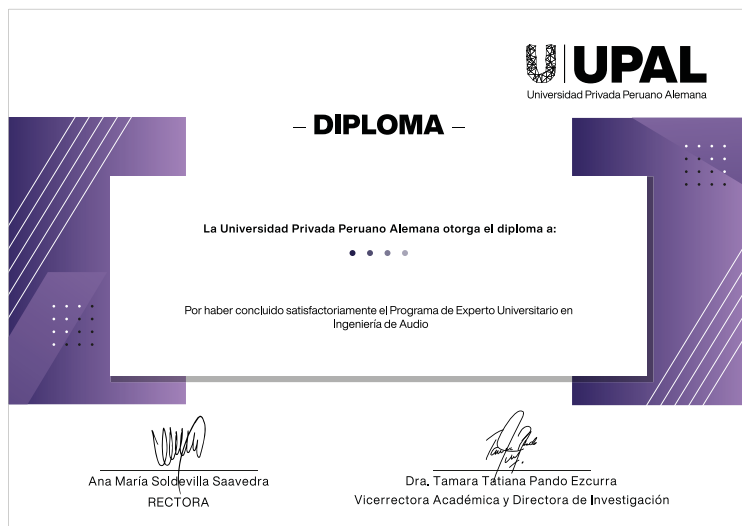 UPAL
Universidad Privada Peruano Alemana
– DIPLOMA –
La Universidad Privada Peruano Alemana otorga el diploma a:
Por haber concluido satisfactoriamente el Programa de Experto Universitario en
Ingeniería de Audio
Ana María Soldevilla Saavedra
RECTORA
Dra. Tamara Tatiana Pando Ezcurra
Vicerrectora Académica y Directora de Investigación